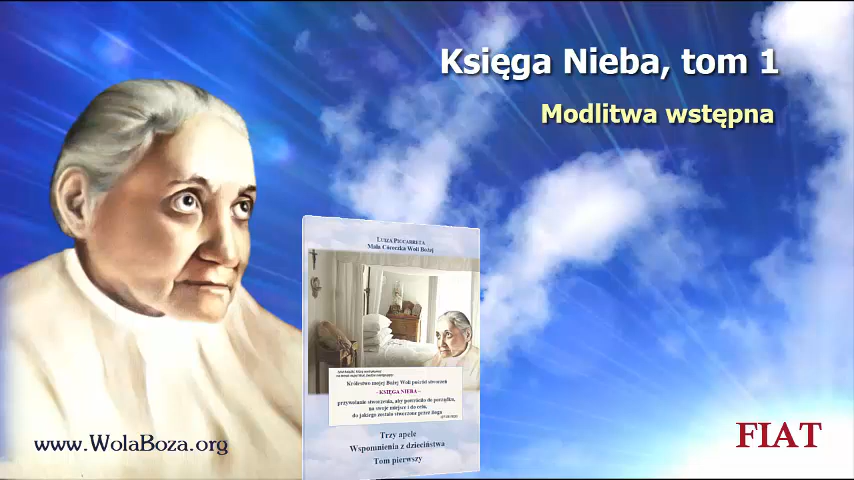 Księga Nieba, tom 1
Modlitwa wstępna
LUIZA PICCARRETA
Mała Córeczka Woli Bożej
Królestwo mojej Bożej Woli pośród stworzeń
- KSIĘGA NIEBA -
przywołanie stworzenia, aby powróciło do porządku,
na swoje miejsce i do celu,
do jakiego zostało stworzone przez Boga
Trzy apele
Wspomnienia z dzieciństwa
Tom pierwszy
www.WolaBoza.org
FIAT